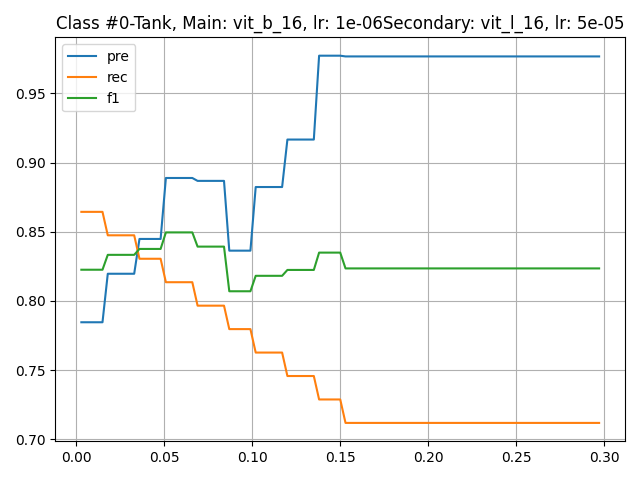 Class #0-Tank, Main: vit_b_16, lr: 1e-06Secondary: vit_l_16, lr: 5e-05
pre
rec
f1
0.95
0.90
0.85
0.80
0.75
0.70
0.00 0.05 0.10 0.15 0.20 0.25 0.30